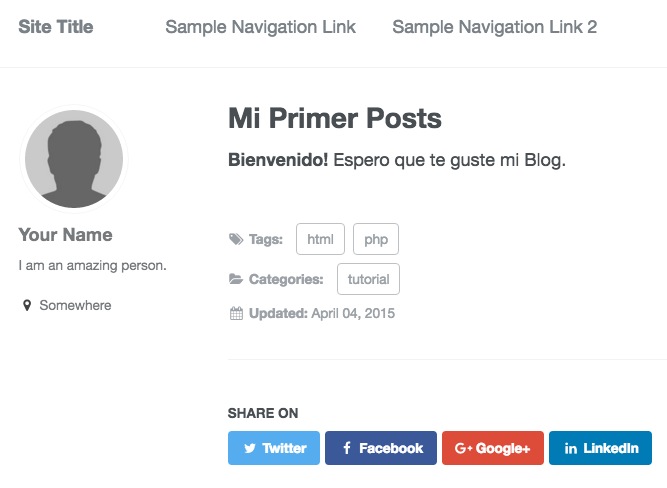 Site Title Sample Navigation Link Sample Navigation Link 2
Mi Primer Posts
Bienvenido! Espero que te guste mi Blog.
Your Name
I am an amazing person.
Somewhere
Tags: html php
Categories: tutorial
Updated: April 04, 2015
SHARE ON
Twitter Facebook G+ Google+ in LinkedIn